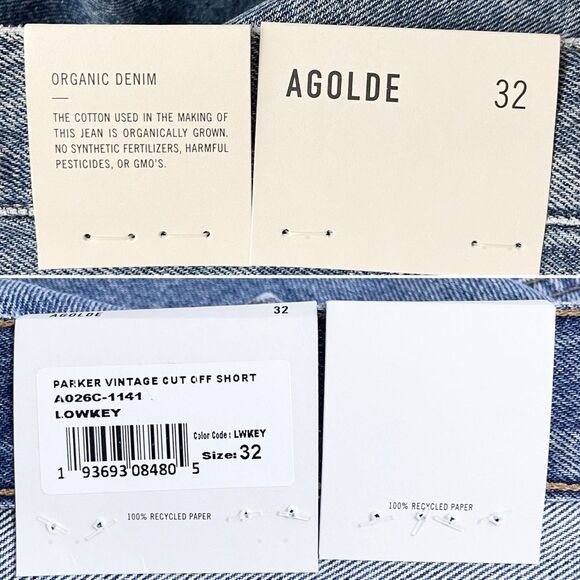 ORGANIC DENIM
THE COTTON USED IN THE MAKING OF
THIS JEAN IS ORGANICALLY GROWN.
NO SYNTHETIC FERTILIZERS, HARMFUL
PESTICIDES, OR GMO'S.
AGOLDE 32
AGOLDE 32
PARKER VINTAGE CUT OFF SHORT
A026C-1141
LOWKEY
Color Code : LWKEY
Size: 32
1 93693 08480 5
100% RECYCLED PAPER
100% RECYCLED PAPER